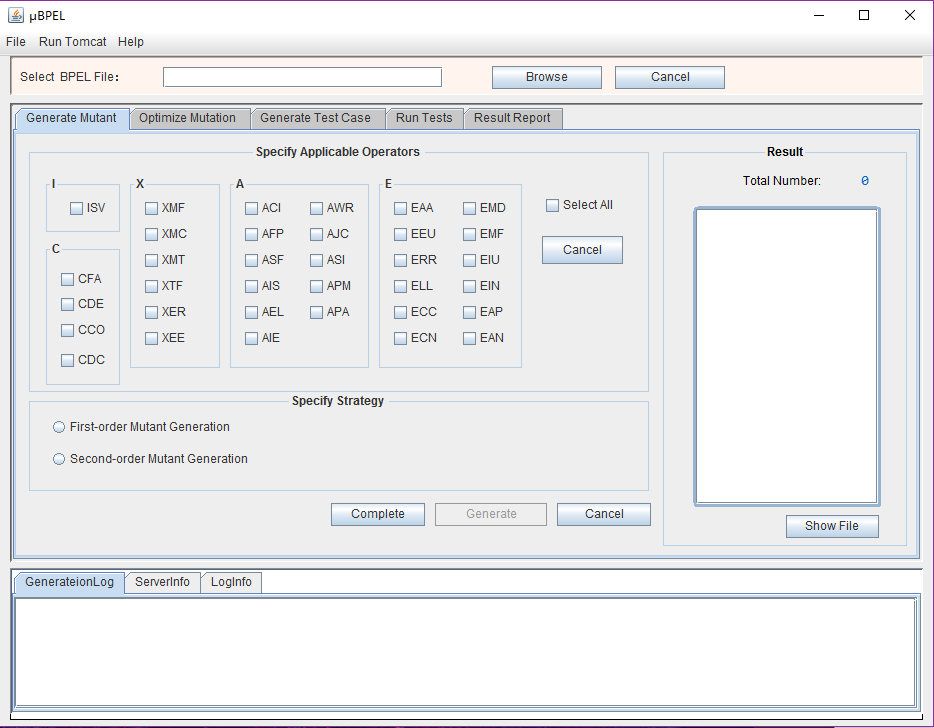 µBPEL
File Run Tomcat Help
Select BPEL File: Browse Cancel
Generate Mutant Optimize Mutation Generate Test Case Run Tests Result Report
Specify Applicable Operators
I
ISV
C
CFA
CDE
CCO
CDC
X
XMF
XMC
XMT
XTF
XER
XEE
A
ACI AWR
AFP AJC
ASF ASI
AIS APM
AEL APA
AIE
E
EAA EMD
EEU EMF
ERR EIU
ELL EIN
ECC EAP
ECN EAN
Select All
Cancel
Specify Strategy
First-order Mutant Generation
Second-order Mutant Generation
Complete Generate Cancel
Result
Total Number: 0
Show File
GenerateionLog ServerInfo LogInfo